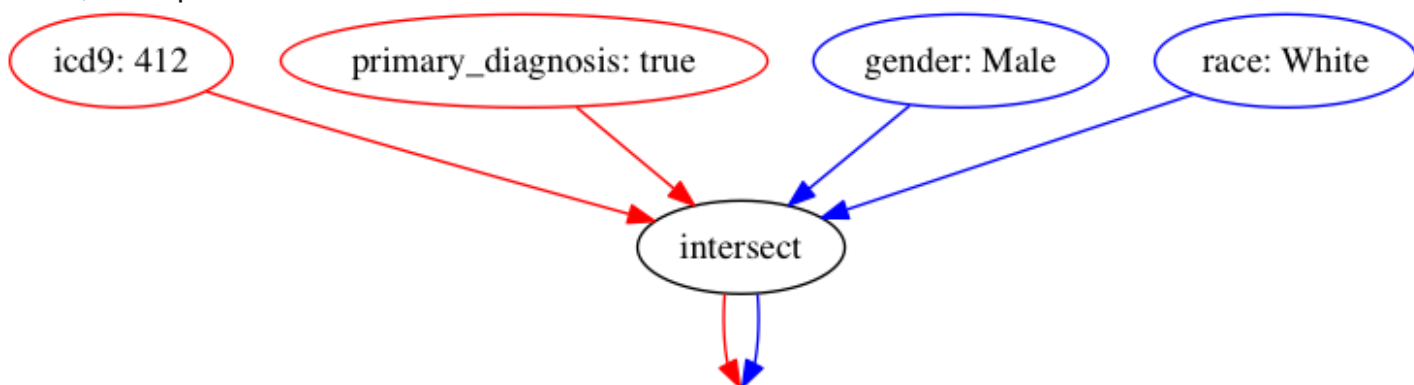 icd9: 412
primary_diagnosis: true
gender: Male
race: White
intersect